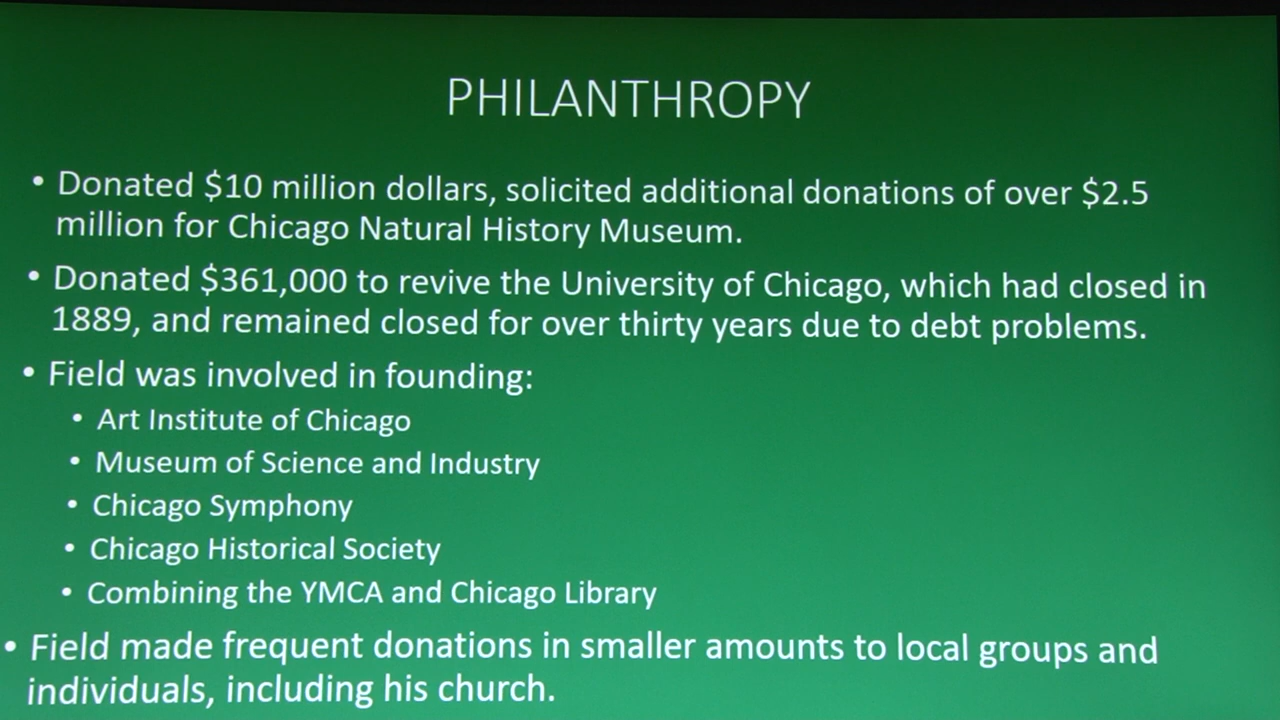 PHILANTHROPY
• Donated $10 million dollars, solicited additional donations of over $2.5
million for Chicago Natural History Museum.
• Donated $361,000 to revive the University of Chicago, which had closed in
1889, and remained closed for over thirty years due to debt problems.
• Field was involved in founding:
• Art Institute of Chicago
• Museum of Science and Industry
• Chicago Symphony
• Chicago Historical Society
• Combining the YMCA and Chicago Library
• Field made frequent donations in smaller amounts to local groups and
individuals, including his church.